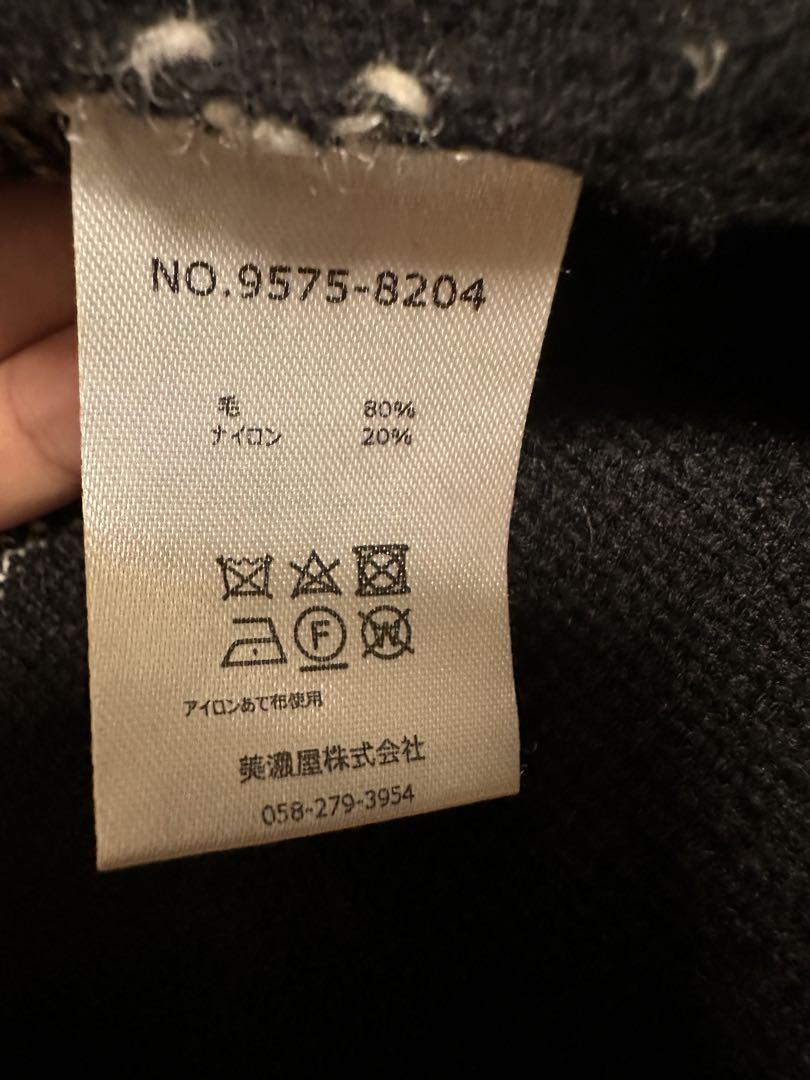 NO.9575-8204
毛 80%
ナイロン 20%
F W
アイロンあて布使用
美濃屋株式会社
058-279-3954